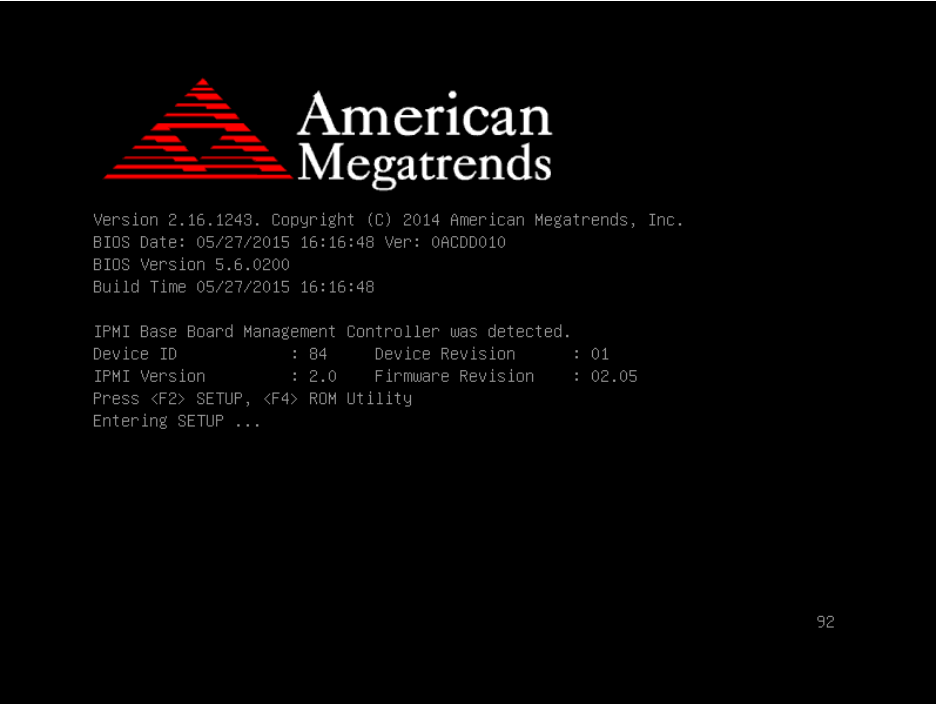 American
Megatrends
Version 2.16.1243. Copyright (C) 2014 American Megatrends, Inc.
BIOS Date: 05/27/2015 16:16:48 Ver: 0ACDD010
BIOS Version 5.6.0200
Build Time 05/27/2015 16:16:48
IPMI Base Board Management Controller was detected.
Device ID : 84 Device Revision : 01
IPMI Version : 2.0 Firmware Revision : 02.05
Press <F2> SETUP, <F4> ROM Utility
Entering SETUP ...
92